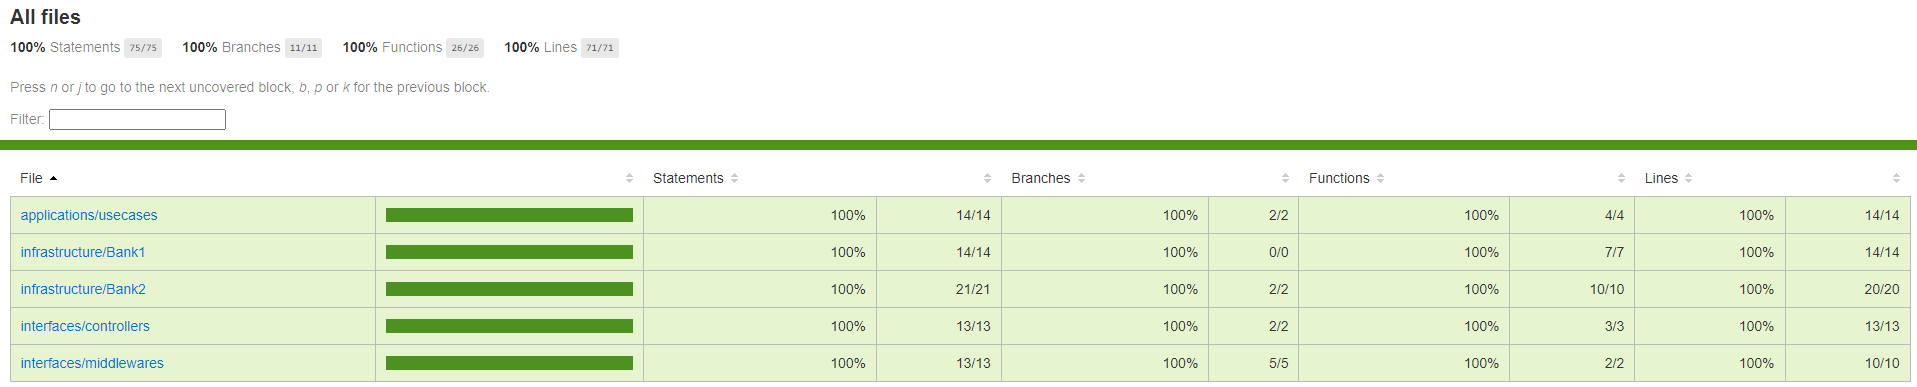 All files
100% Statements 75/75 100% Branches 11/11 100% Functions 26/26 100% Lines 71/71
Press n or j to go to the next uncovered block, b, p or k for the previous block.
Filter:
File Statements Branches Functions Lines
applications/usecases 100% 14/14 100% 2/2 100% 4/4 100% 14/14
infrastructure/Bank1 100% 14/14 100% 0/0 100% 7/7 100% 14/14
infrastructure/Bank2 100% 21/21 100% 2/2 100% 10/10 100% 20/20
interfaces/controllers 100% 13/13 100% 2/2 100% 3/3 100% 13/13
interfaces/middlewares 100% 13/13 100% 5/5 100% 2/2 100% 10/10